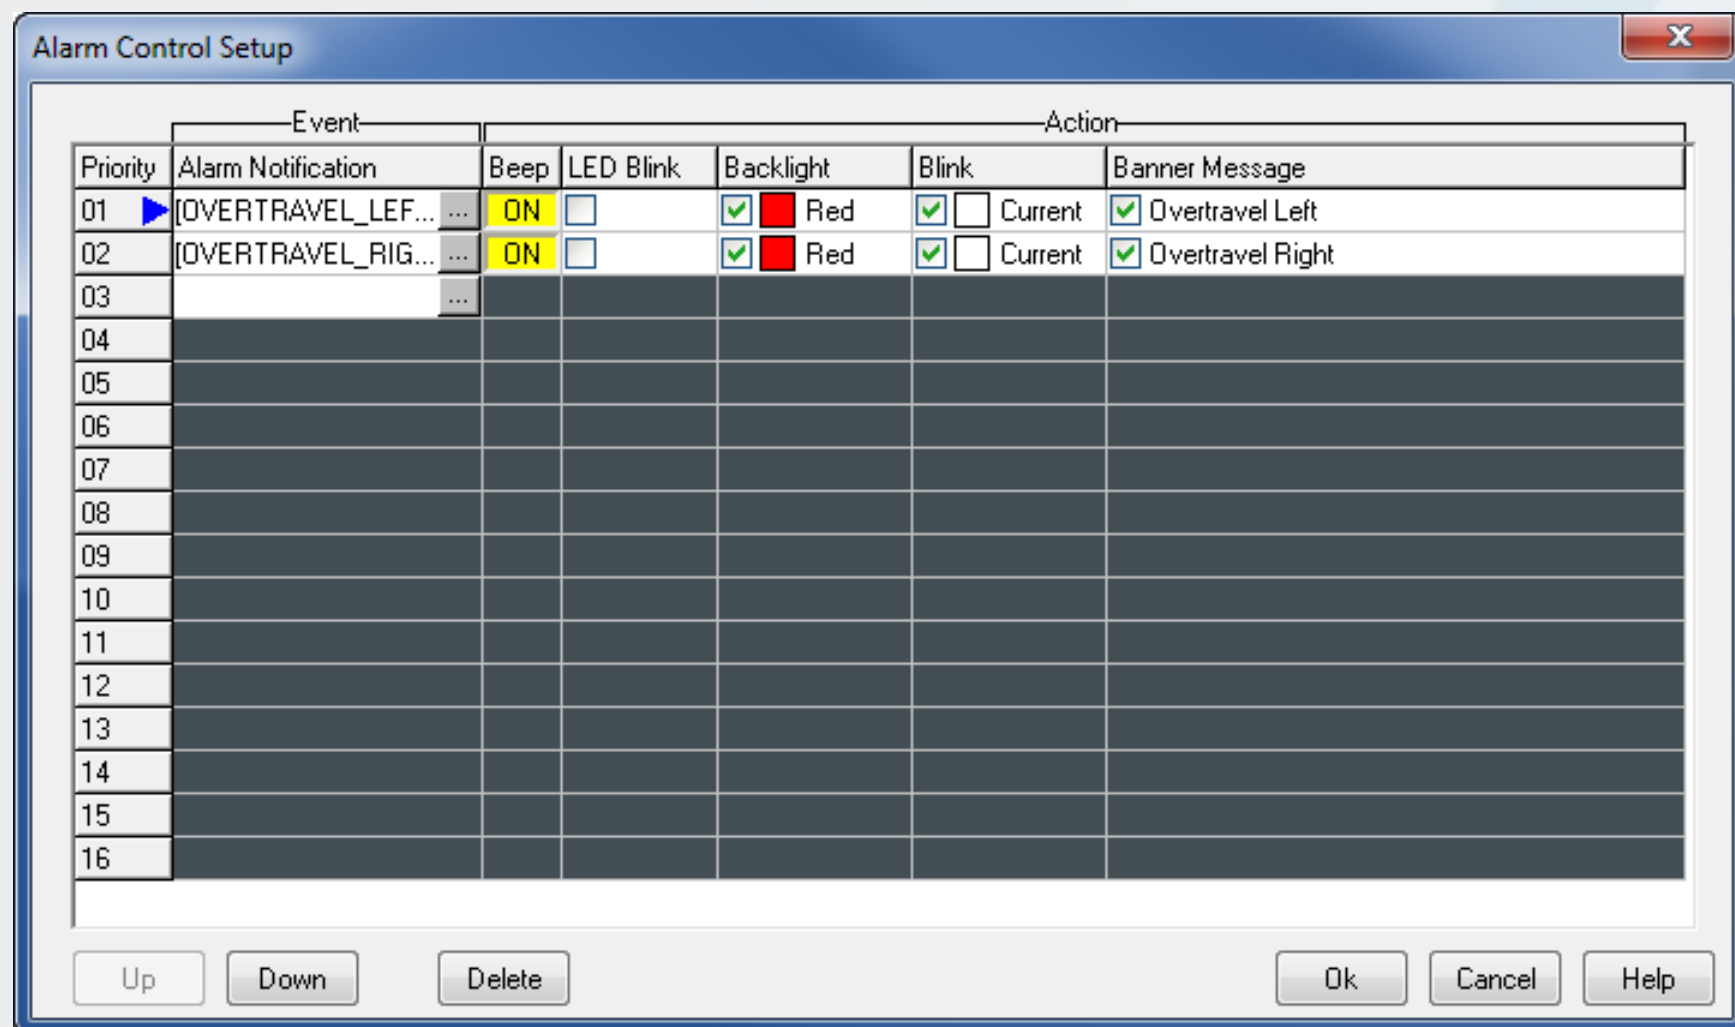 Alarm Control Setup
x
Event Action
Priority Alarm Notification Beep LED Blink Backlight Blink Banner Message
01 [OVERTRAVEL_LEF... ... ON Red Current Overtravel Left
02 [OVERTRAVEL_RIG... ... ON Red Current Overtravel Right
03 ...
04
05
06
07
08
09
10
11
12
13
14
15
16
Up Down Delete Ok Cancel Help